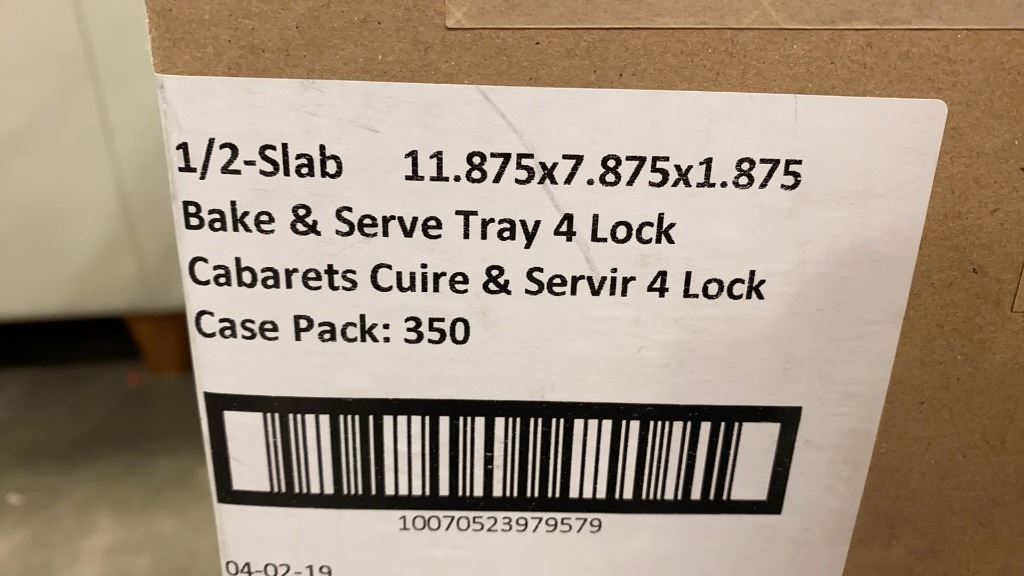 1/2-Slab 11.875x7.875x1.875
Bake & Serve Tray 4 Lock
Cabarets Cuire & Servir 4 Lock
Case Pack: 350
10070523979579
04-02-19